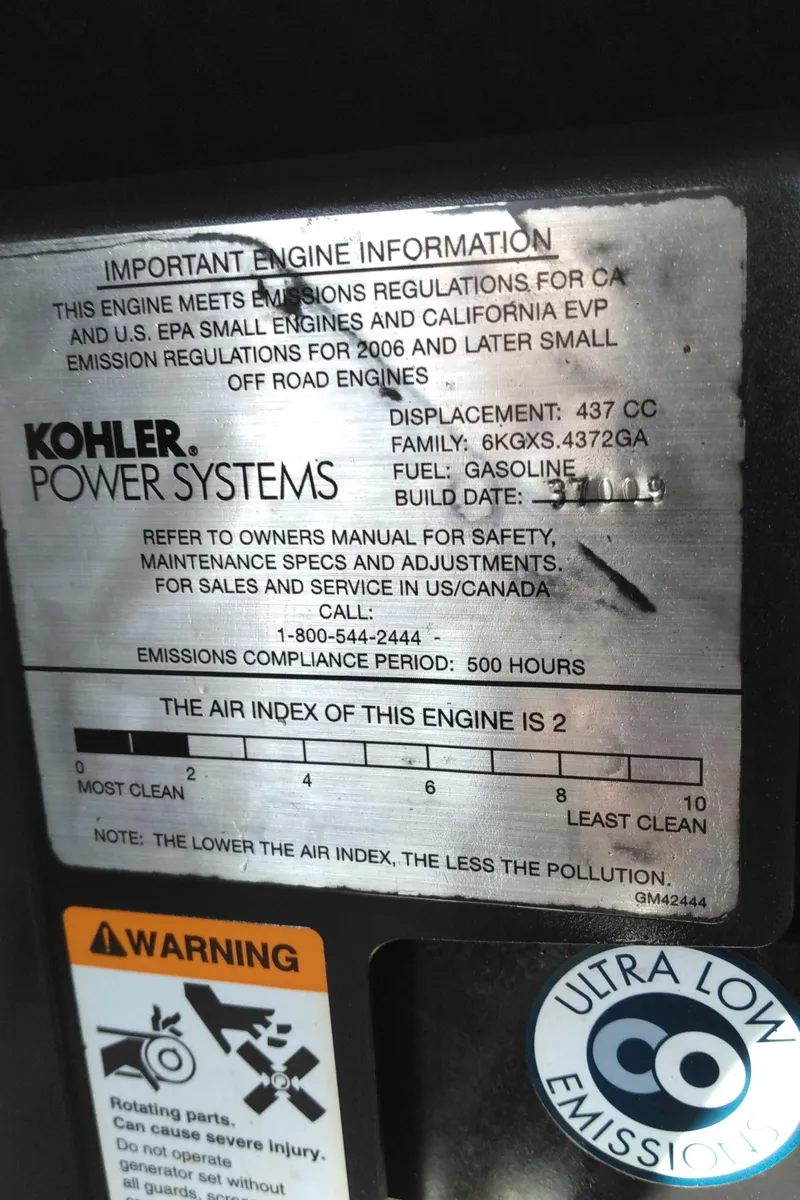 IMPORTANT ENGINE INFORMATION
THIS ENGINE MEETS EMISSIONS REGULATIONS FOR CA
AND U.S. EPA SMALL ENGINES AND CALIFORNIA EVP
EMISSION REGULATIONS FOR 2006 AND LATER SMALL
OFF ROAD ENGINES
KOHLER®
POWER SYSTEMS
DISPLACEMENT: 437 CC
FAMILY: 6KGXS.4372GA
FUEL: GASOLINE
BUILD DATE: 37009
REFER TO OWNERS MANUAL FOR SAFETY,
MAINTENANCE SPECS AND ADJUSTMENTS.
FOR SALES AND SERVICE IN US/CANADA
CALL:
1-800-544-2444 -
EMISSIONS COMPLIANCE PERIOD: 500 HOURS
THE AIR INDEX OF THIS ENGINE IS 2
0 2 4 6 8 10
MOST CLEAN LEAST CLEAN
NOTE: THE LOWER THE AIR INDEX, THE LESS THE POLLUTION.
GM42444
WARNING
Rotating parts.
Can cause severe injury.
Do not operate
generator set without
all guards,
ULTRA LOW
CO
EMISSIONS